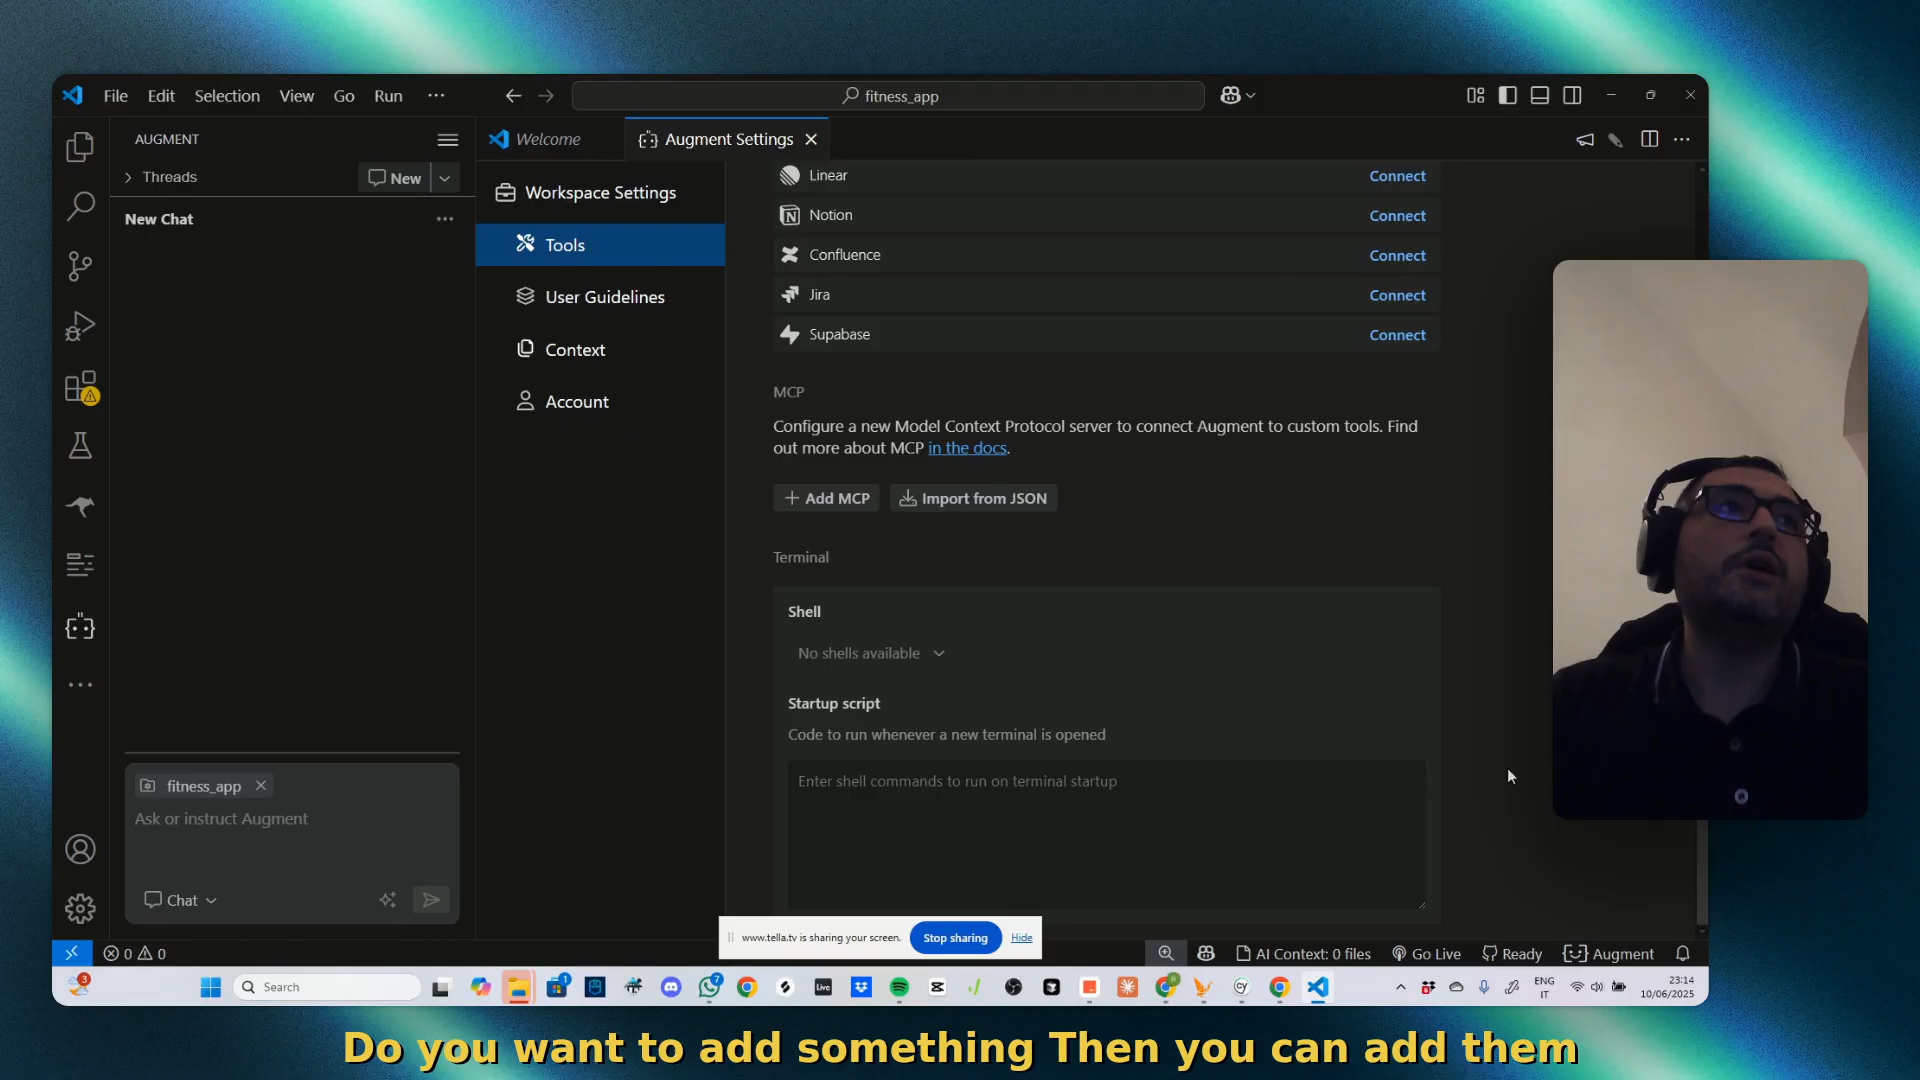 File Edit Selection View Go Run ...
fitness_app
AUGMENT
Threads
New
New Chat
Welcome
Augment Settings
Workspace Settings
Tools
User Guidelines
Context
Account
Linear Connect
Notion Connect
Confluence Connect
Jira Connect
Supabase Connect
MCP
Configure a new Model Context Protocol server to connect Augment to custom tools. Find
out more about MCP in the docs.
+ Add MCP Import from JSON
Terminal
Shell
No shells available
Startup script
Code to run whenever a new terminal is opened
Enter shell commands to run on terminal startup
fitness_app
Ask or instruct Augment
Chat
www.tella.tv is sharing your screen. Stop sharing Hide
0 0
AI Context: 0 files Go Live Ready Augment
3
Search
1
7
Live
cy
ENG
IT
23:14
10/06/2025
Do you want to add something Then you can add them